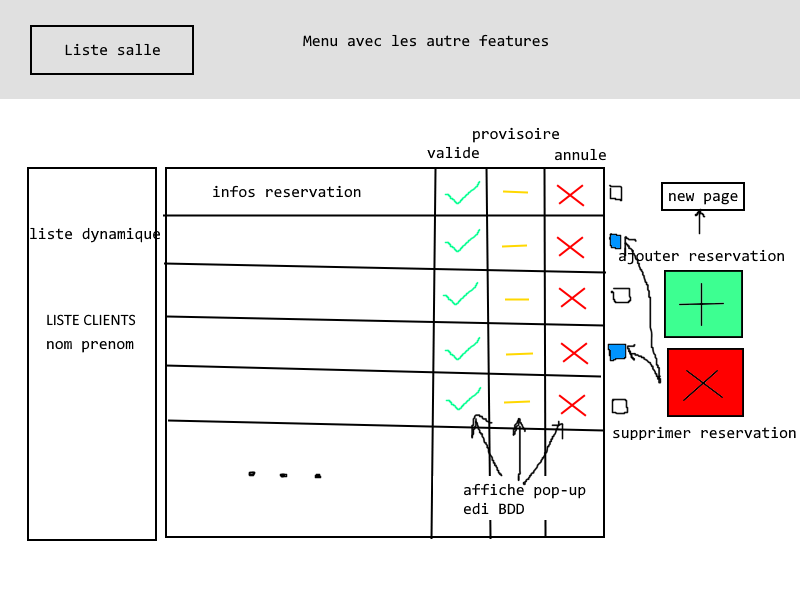 Liste salle
Menu avec les autre features
provisoire
valide
annule
infos reservation
new page
liste dynamique
ajouter reservation
LISTE CLIENTS
nom prenom
supprimer reservation
affiche pop-up
edi BDD